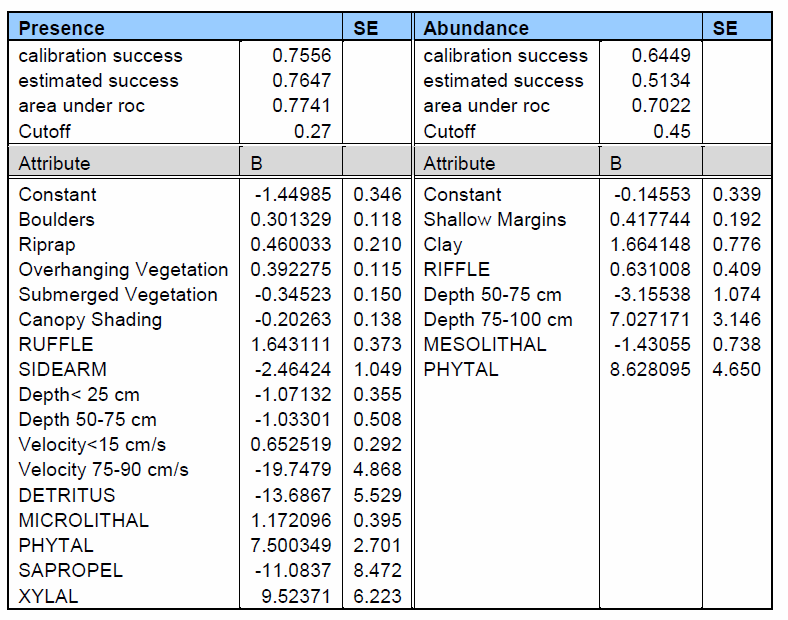 Presence SE Abundance SE
calibration success 0.7556 calibration success 0.6449
estimated success 0.7647 estimated success 0.5134
area under roc 0.7741 area under roc 0.7022
Cutoff 0.27 Cutoff 0.45
Attribute B Attribute B
Constant -1.44985 0.346 Constant -0.14553 0.339
Boulders 0.301329 0.118 Shallow Margins 0.417744 0.192
Riprap 0.460033 0.210 Clay 1.664148 0.776
Overhanging Vegetation 0.392275 0.115 RIFFLE 0.631008 0.409
Submerged Vegetation -0.34523 0.150 Depth 50-75 cm -3.15538 1.074
Canopy Shading -0.20263 0.138 Depth 75-100 cm 7.027171 3.146
RUFFLE 1.643111 0.373 MESOLITHAL -1.43055 0.738
SIDEARM -2.46424 1.049 PHYTAL 8.628095 4.650
Depth< 25 cm -1.07132 0.355
Depth 50-75 cm -1.03301 0.508
Velocity<15 cm/s 0.652519 0.292
Velocity 75-90 cm/s -19.7479 4.868
DETRITUS -13.6867 5.529
MICROLITHAL 1.172096 0.395
PHYTAL 7.500349 2.701
SAPROPEL -11.0837 8.472
XYLAL 9.52371 6.223